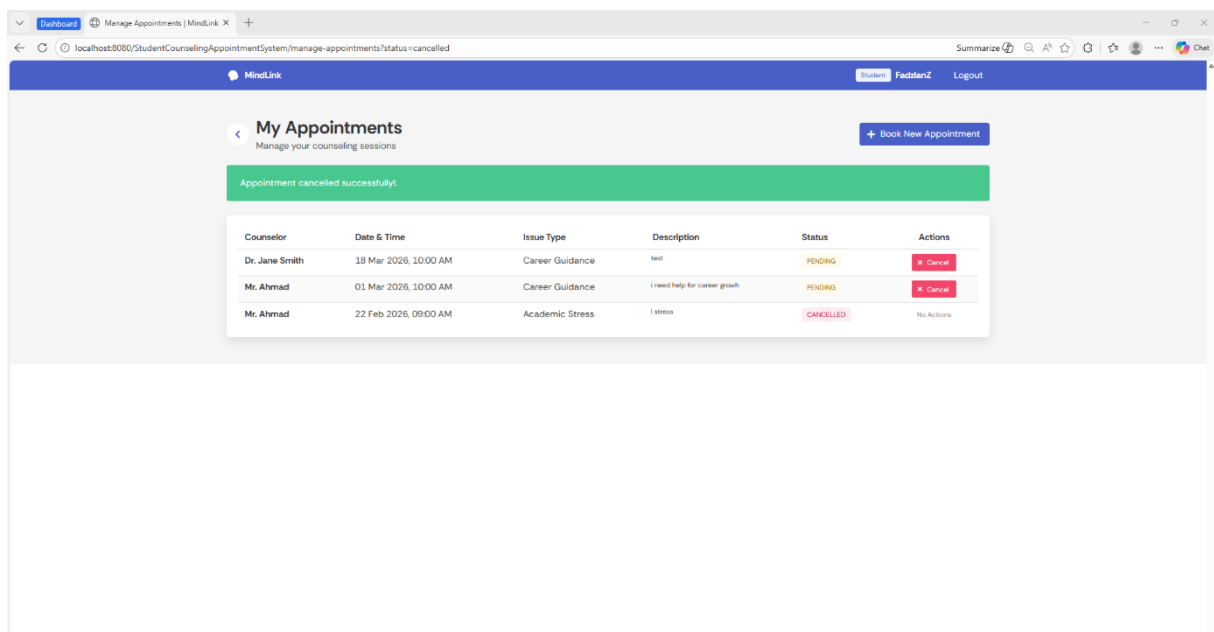 Dashboard Manage Appointments | MindLink
localhost:8080/StudentCounselingAppointmentSystem/manage-appointments?status=cancelled Summarize Chat
MindLink Student FadzlanZ Logout
My Appointments
Manage your counseling sessions
+ Book New Appointment
Appointment cancelled successfully!.
Counselor Date & Time Issue Type Description Status Actions
Dr. Jane Smith 18 Mar 2026, 10:00 AM Career Guidance test PENDING × Cancel
Mr. Ahmad 01 Mar 2026, 10:00 AM Career Guidance i need help for career growh PENDING × Cancel
Mr. Ahmad 22 Feb 2026, 09:00 AM Academic Stress I stress CANCELLED No Actions